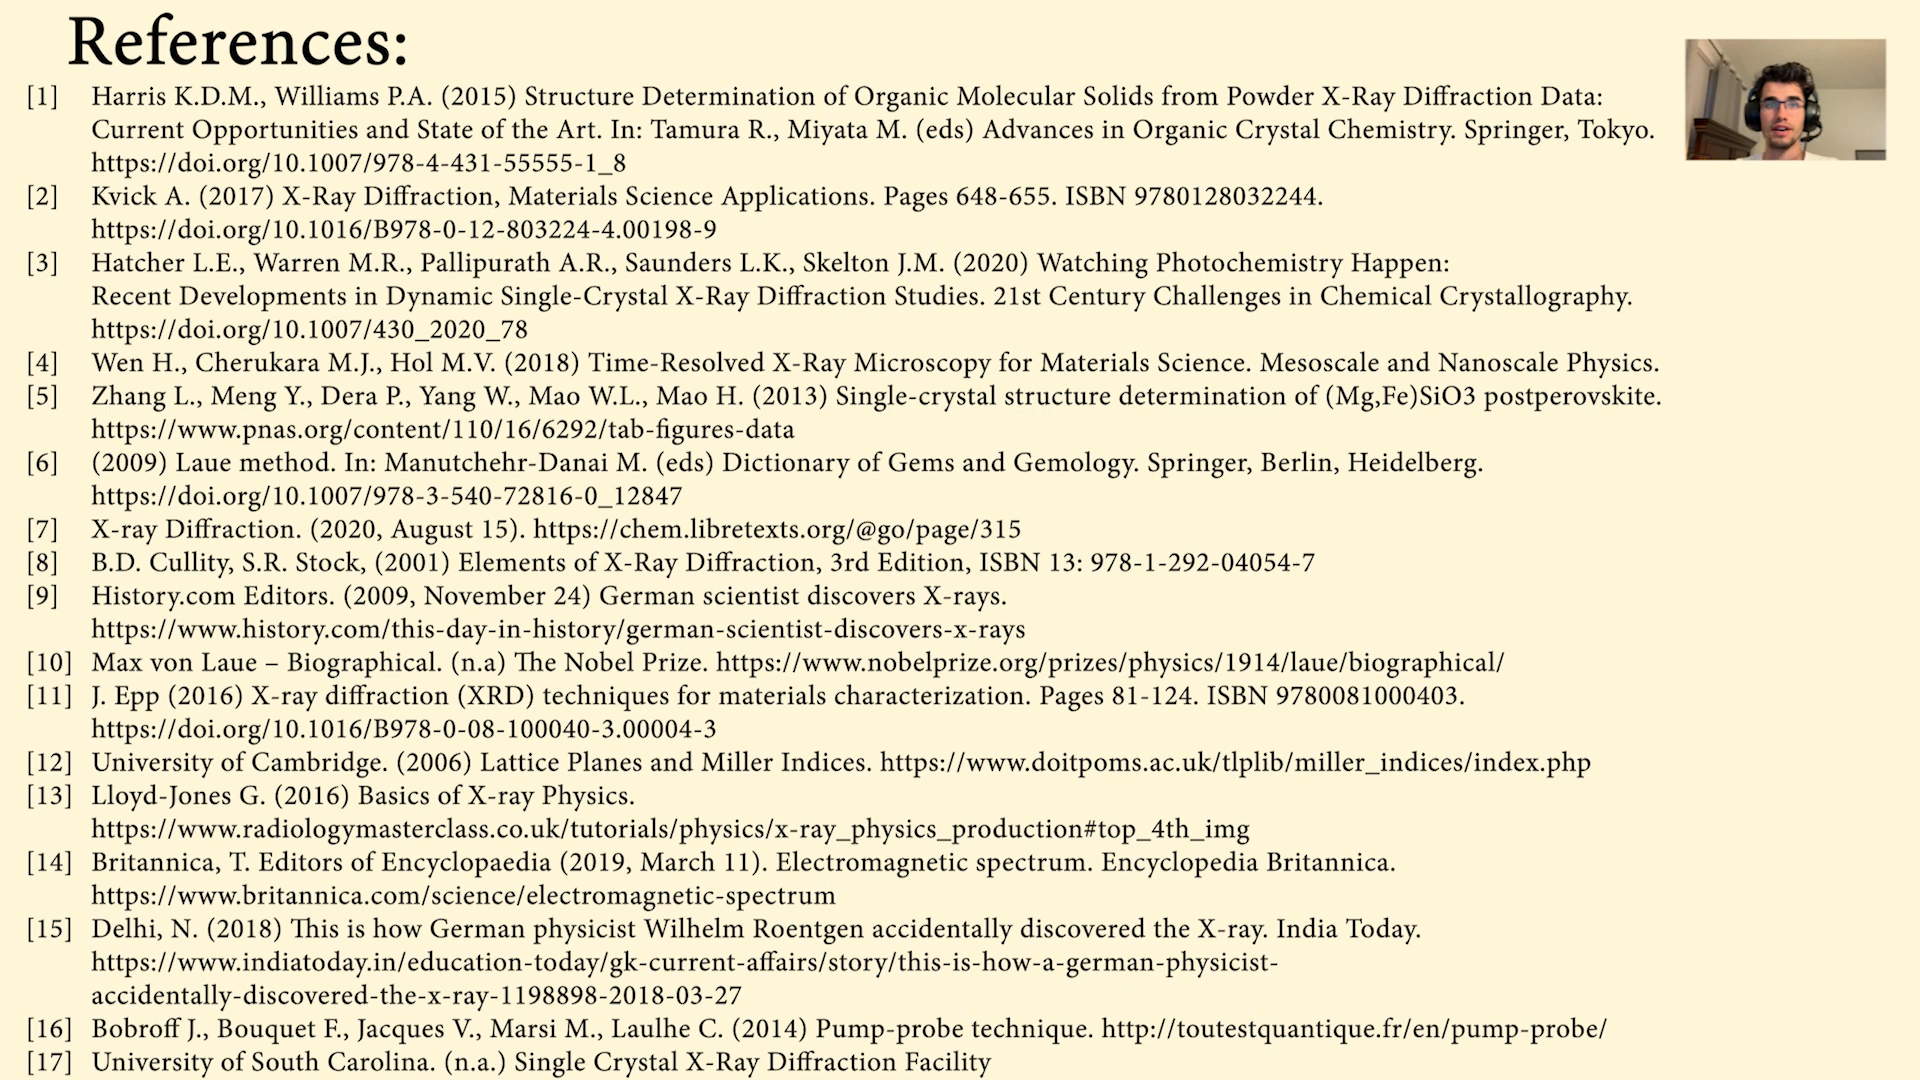 References:
[1] Harris K.D.M., Williams P.A. (2015) Structure Determination of Organic Molecular Solids from Powder X-Ray Diffraction Data:
Current Opportunities and State of the Art. In: Tamura R., Miyata M. (eds) Advances in Organic Crystal Chemistry. Springer, Tokyo.
https://doi.org/10.1007/978-4-431-55555-1_8
[2] Kvick A. (2017) X-Ray Diffraction, Materials Science Applications. Pages 648-655. ISBN 9780128032244.
https://doi.org/10.1016/B978-0-12-803224-4.00198-9
[3] Hatcher L.E., Warren M.R., Pallipurath A.R., Saunders L.K., Skelton J.M. (2020) Watching Photochemistry Happen:
Recent Developments in Dynamic Single-Crystal X-Ray Diffraction Studies. 21st Century Challenges in Chemical Crystallography.
https://doi.org/10.1007/430_2020_78
[4] Wen H., Cherukara M.J., Hol M.V. (2018) Time-Resolved X-Ray Microscopy for Materials Science. Mesoscale and Nanoscale Physics.
[5] Zhang L., Meng Y., Dera P., Yang W., Mao W.L., Mao H. (2013) Single-crystal structure determination of (Mg,Fe)SiO3 postperovskite.
https://www.pnas.org/content/110/16/6292/tab-figures-data
[6] (2009) Laue method. In: Manutchehr-Danai M. (eds) Dictionary of Gems and Gemology. Springer, Berlin, Heidelberg.
https://doi.org/10.1007/978-3-540-72816-0_12847
[7] X-ray Diffraction. (2020, August 15). https://chem.libretexts.org/@go/page/315
[8] B.D. Cullity, S.R. Stock, (2001) Elements of X-Ray Diffraction, 3rd Edition, ISBN 13: 978-1-292-04054-7
[9] History.com Editors. (2009, November 24) German scientist discovers X-rays.
https://www.history.com/this-day-in-history/german-scientist-discovers-x-rays
[10] Max von Laue – Biographical. (n.a) The Nobel Prize. https://www.nobelprize.org/prizes/physics/1914/laue/biographical/
[11] J. Epp (2016) X-ray diffraction (XRD) techniques for materials characterization. Pages 81-124. ISBN 9780081000403.
https://doi.org/10.1016/B978-0-08-100040-3.00004-3
[12] University of Cambridge. (2006) Lattice Planes and Miller Indices. https://www.doitpoms.ac.uk/tlplib/miller_indices/index.php
[13] Lloyd-Jones G. (2016) Basics of X-ray Physics.
https://www.radiologymasterclass.co.uk/tutorials/physics/x-ray_physics_production#top_4th_img
[14] Britannica, T. Editors of Encyclopaedia (2019, March 11). Electromagnetic spectrum. Encyclopedia Britannica.
https://www.britannica.com/science/electromagnetic-spectrum
[15] Delhi, N. (2018) This is how German physicist Wilhelm Roentgen accidentally discovered the X-ray. India Today.
https://www.indiatoday.in/education-today/gk-current-affairs/story/this-is-how-a-german-physicist-
accidentally-discovered-the-x-ray-1198898-2018-03-27
[16] Bobroff J., Bouquet F., Jacques V., Marsi M., Laulhe C. (2014) Pump-probe technique. http://toutestquantique.fr/en/pump-probe/
[17] University of South Carolina. (n.a.) Single Crystal X-Ray Diffraction Facility